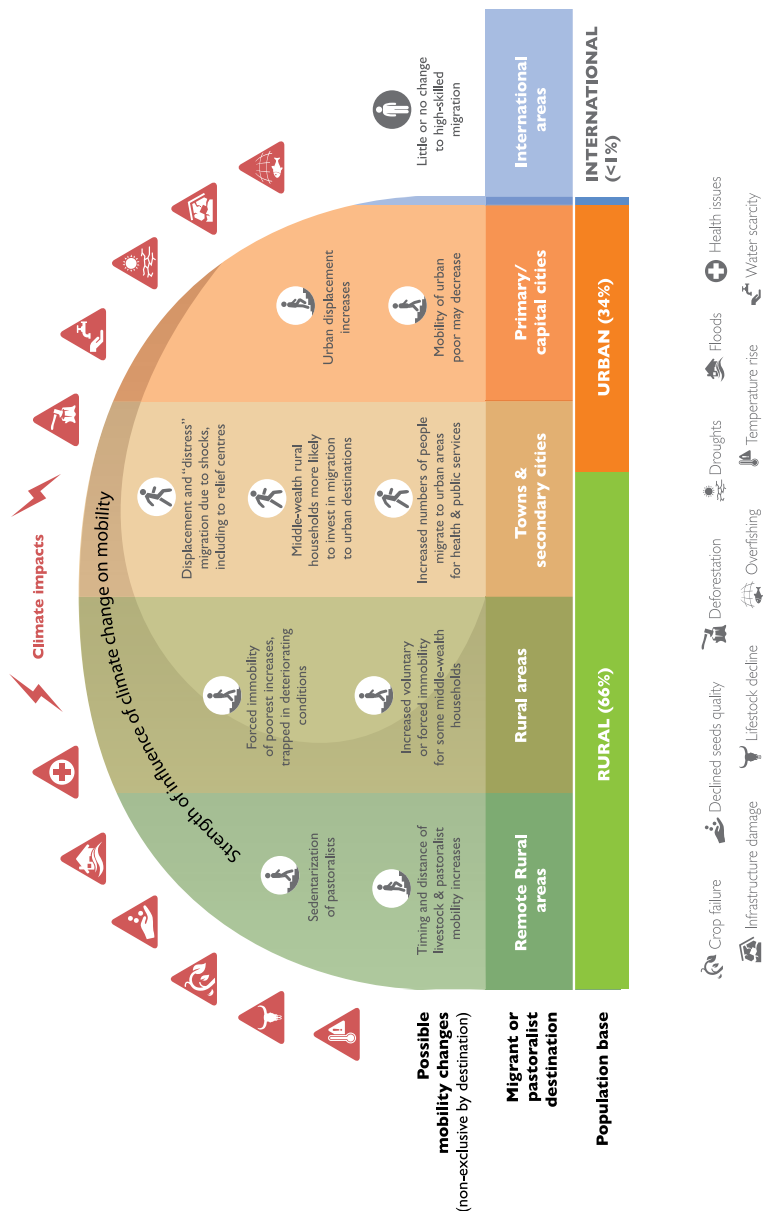 Climate impacts
Strength of influence of climate change on mobility
Possible
mobility changes
(non-exclusive by destination)
Sedentarization
of pastoralists
Timing and distance of
livestock & pastoralist
mobility increases
Forced immobility
of poorest increases,
trapped in deteriorating
conditions
Increased voluntary
or forced immobility
for some middle-wealth
households
Displacement and “distress”
migration due to shocks,
including to relief centres
Middle-wealth rural
households more likely
to invest in migration
to urban destinations
Increased numbers of people
migrate to urban areas
for health & public services
Urban displacement
increases
Mobility of urban
poor may decrease
Little or no change
to high-skilled
migration
Migrant or
pastoralist
destination
Remote Rural
areas
Rural areas
Towns &
secondary cities
Primary/
capital cities
International
areas
Population base
RURAL (66%)
URBAN (34%)
INTERNATIONAL
(<1%)
Crop failure
Declined seeds quality
Deforestation
Droughts
Floods
Health issues
Infrastructure damage
Lifestock decline
Overfishing
Temperature rise
Water scarcity